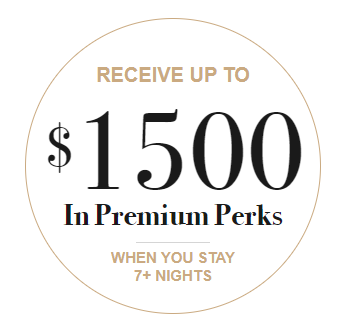 RECEIVE UP TO
$1500
In Premium Perks
WHEN YOU STAY
7+ NIGHTS